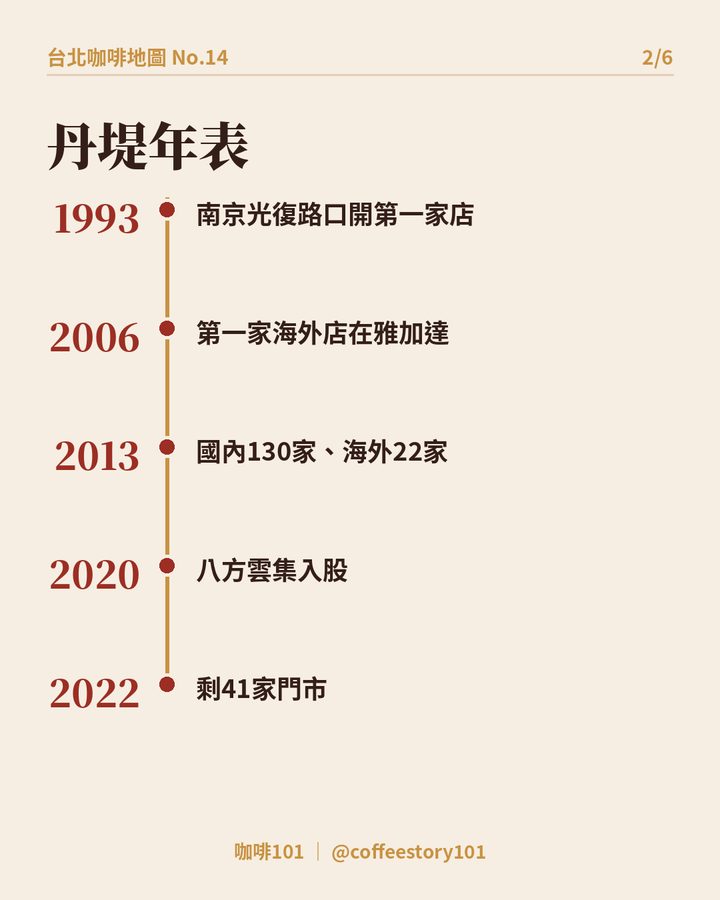 台北咖啡地圖 No.14
2/6
丹堤年表
1993 南京光復路口開第一家店
2006 第一家海外店在雅加達
2013 國內130家、海外22家
2020 八方雲集入股
2022 剩41家門市
咖啡101｜@coffeestory101